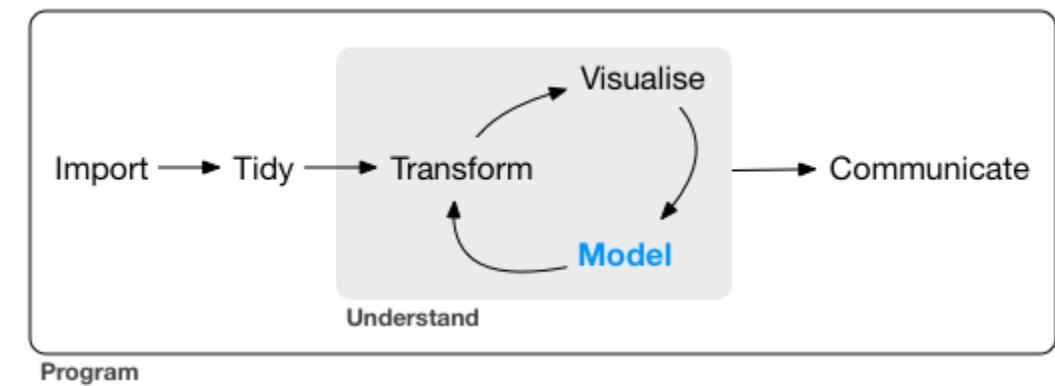 Visualise
Import Tidy Transform Communicate
Model
Understand
Program